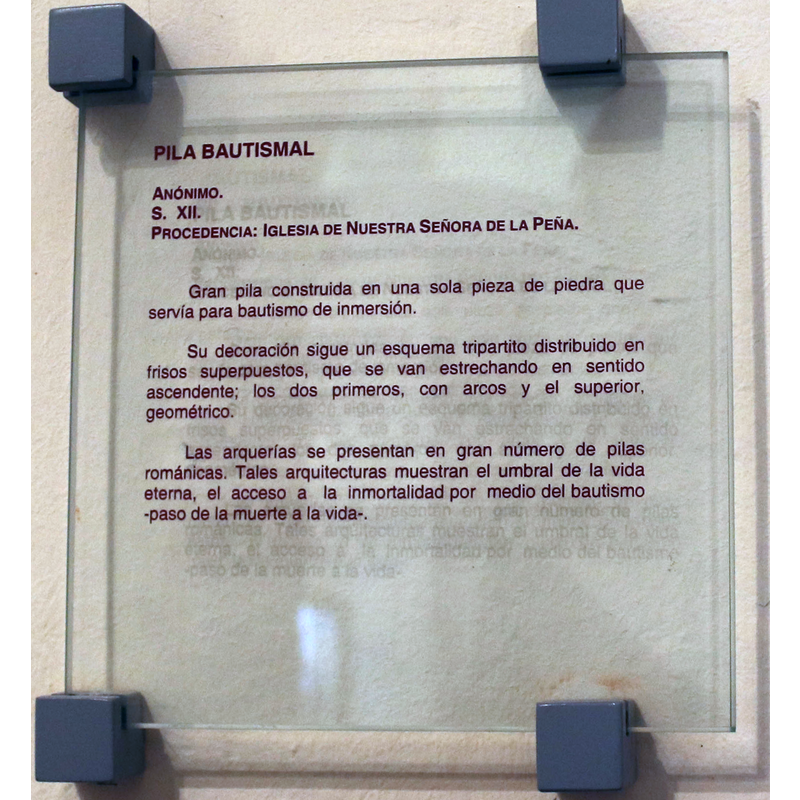 PILA BAUTISMAL
ANÓNIMO.
S. XII.
PROCEDENCIA: IGLESIA DE NUESTRA SEÑORA DE LA PEÑA.
Gran pila construida en una sola pieza de piedra que
servía para bautismo de inmersión.
Su decoración sigue un esquema tripartito distribuido en
frisos superpuestos, que se van estrechando en sentido
ascendente; los dos primeros, con arcos y el superior,
geométrico.
Las arquerías se presentan en gran número de pilas
románicas. Tales arquitecturas muestran el umbral de la vida
eterna, el acceso a la inmortalidad por medio del bautismo
-paso de la muerte a la vida-.